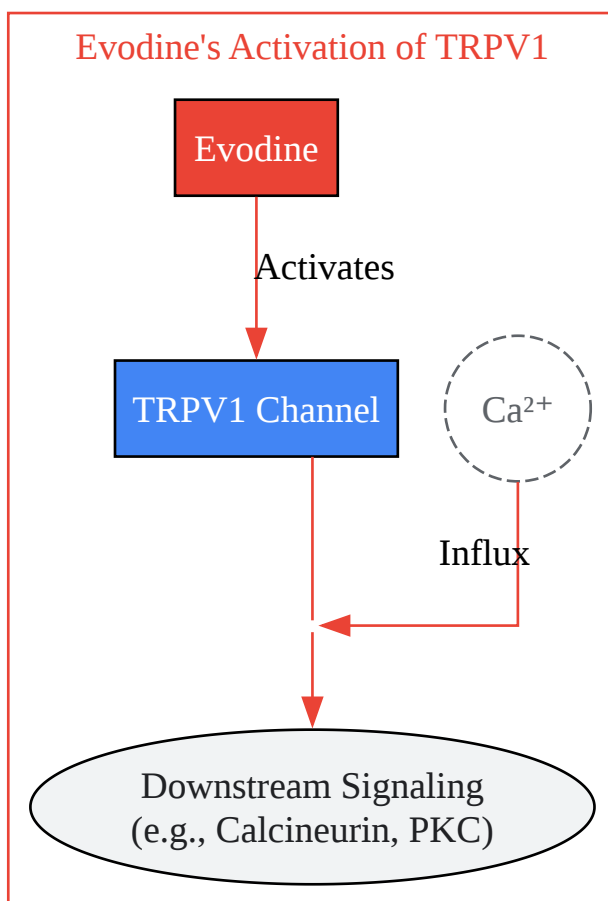 Evodine's Activation of TRPV1
Evodine
Activates
TRPV1 Channel
Ca²⁺
Influx
Downstream Signaling
(e.g., Calcineurin, PKC)